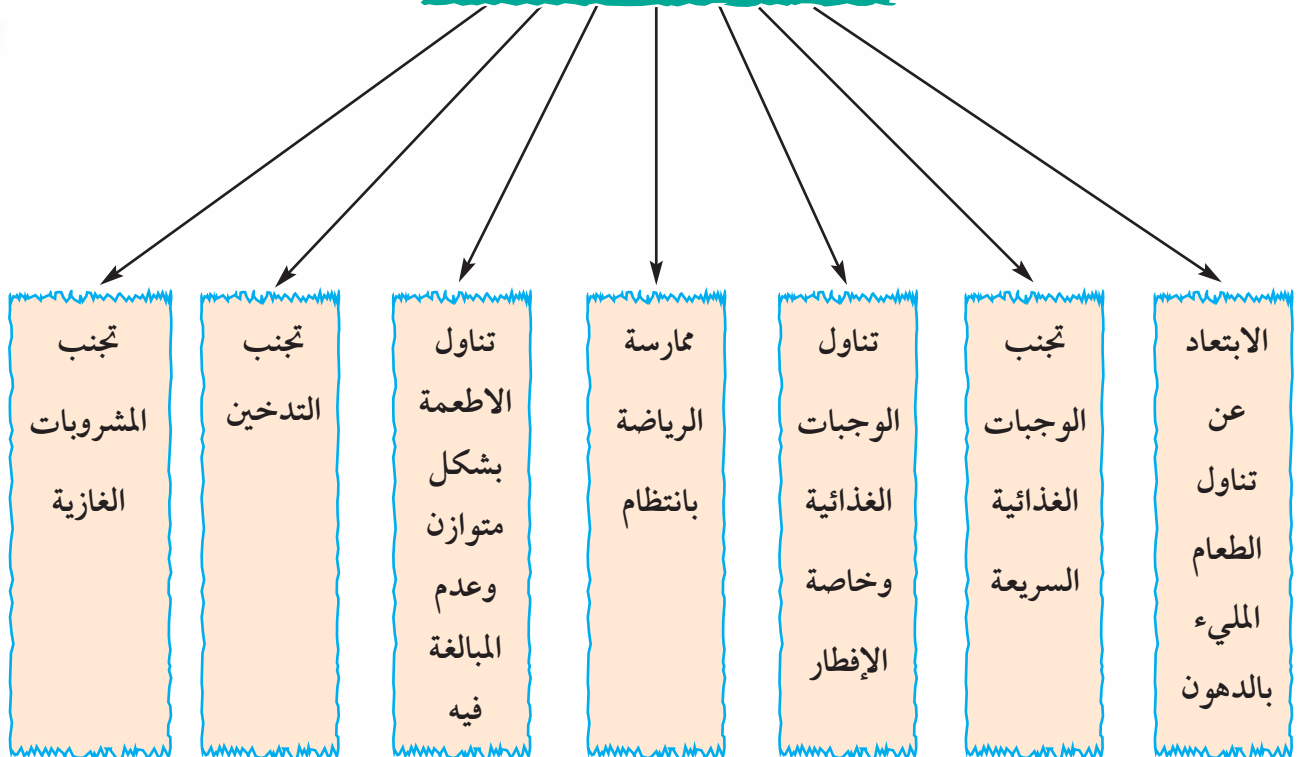 الابتعاد
عن
تناول
الطعام
المليء
بالدهون
تجنب
الوجبات
الغذائية
السريعة
تناول
الوجبات
الغذائية
وخاصة
الإفطار
ممارسة
الرياضة
بانتظام
تناول
الاطعمة
بشكل
متوازن
وعدم
المبالغة
فيه
تجنب
التدخين
تجنب
المشروبات
الغازية